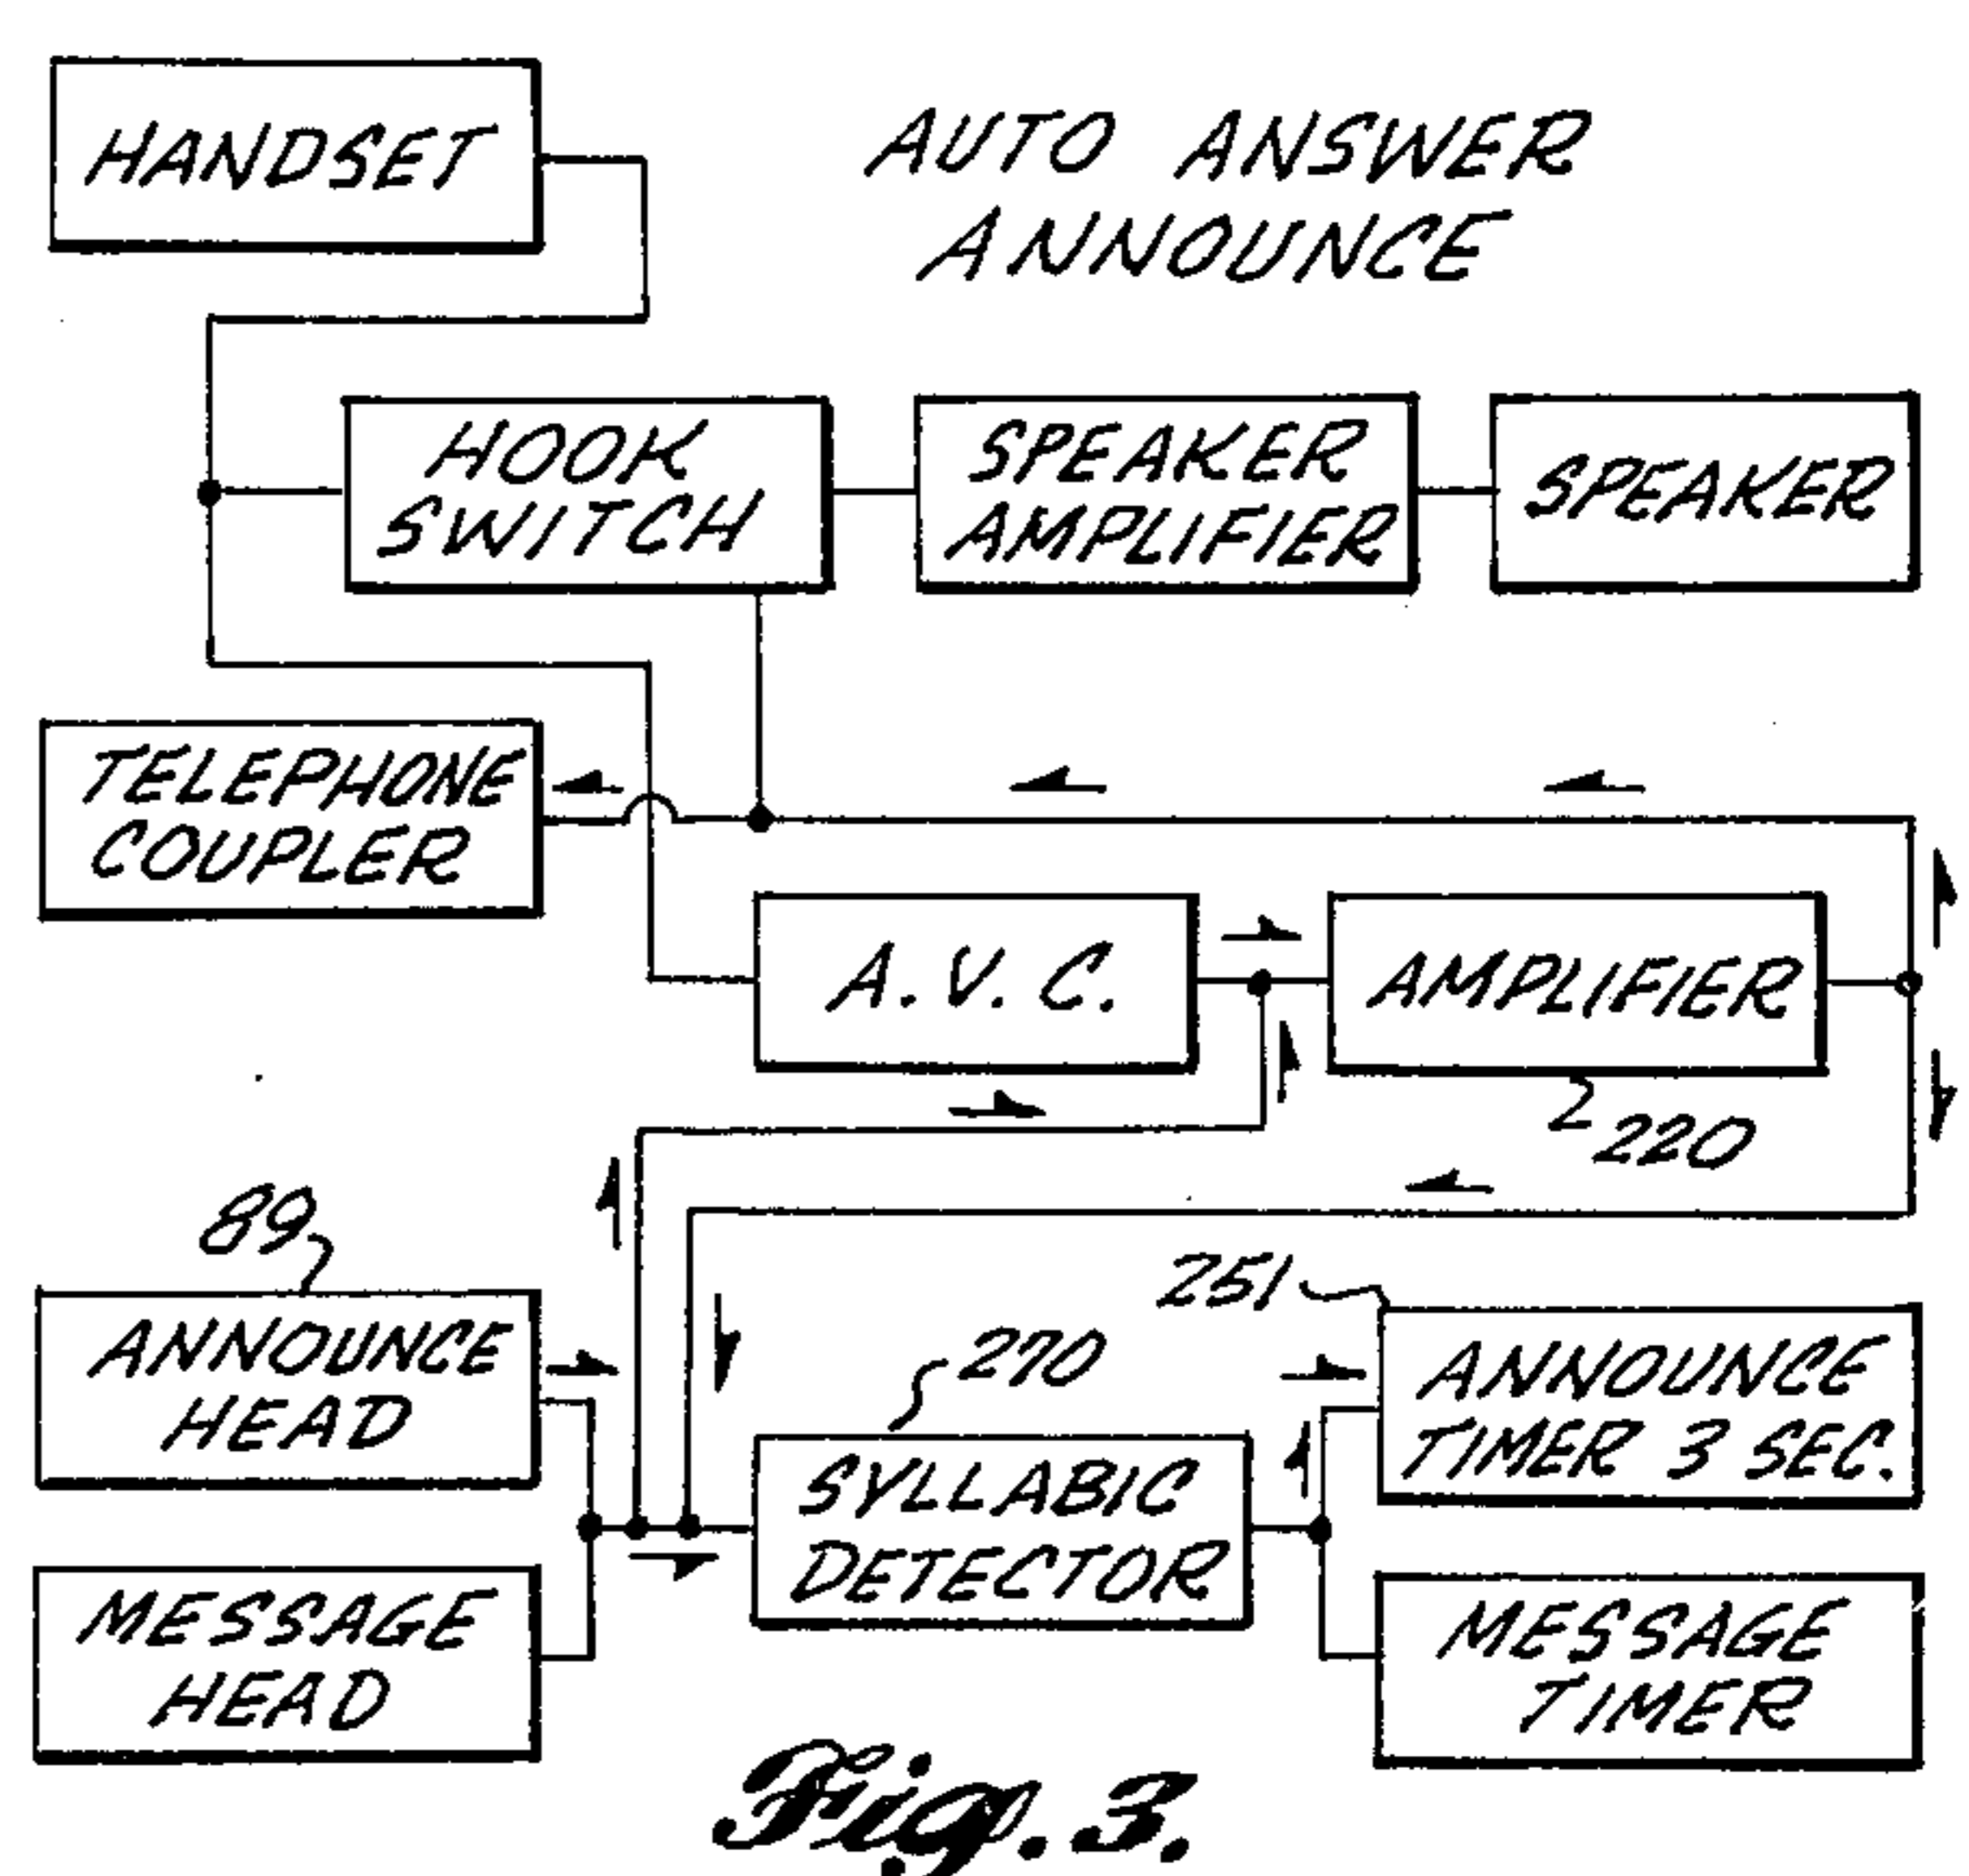 HANDSET
AUTO ANSWER
ANNOUNCE
HOOK
SWITCH
SPEAKER
AMPLIFIER
SPEAKER
TELEPHONE
COUPLER
A.V.C.
AMPLIFIER
220
89
ANNOUNCE
HEAD
251
270
ANNOUNCE
TIMER 3 SEC.
SYLLABIC
DETECTOR
MESSAGE
HEAD
MESSAGE
TIMER
Fig. 3.